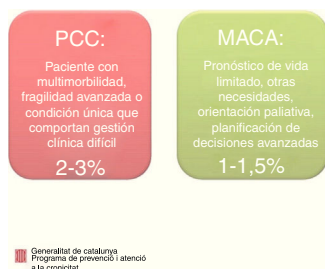 PCC:
Paciente con
multimorbilidad,
fragilidad avanzada o
condición única que
comportan gestión
clínica difícil
2-3%
MACA:
Pronóstico de vida
limitado, otras
necesidades,
orientación paliativa,
planificación de
decisiones avanzadas
1-1,5%
Generalitat de catalunya
Programa de prevenció i atenció
a la cronicitat